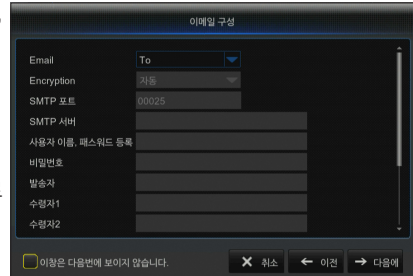 이메일 구성
Email To
Encryption 자동
SMTP 포트 00025
SMTP 서버
사용자 이름, 패스워드 등록
비밀번호
발송자
수령자1
수령자2
이창은 다음번에 보이지 않습니다. 취소 이전 다음에